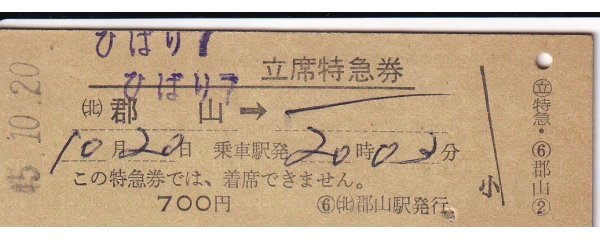 ひばり1
立席特急券
ひばり7
㈫郡山→
10月20日 乗車駅発20時03分
この特急券では、着席できません。
700円 ⑥㈫郡山駅発行
小
45.10.20
立特急・⑥郡山②